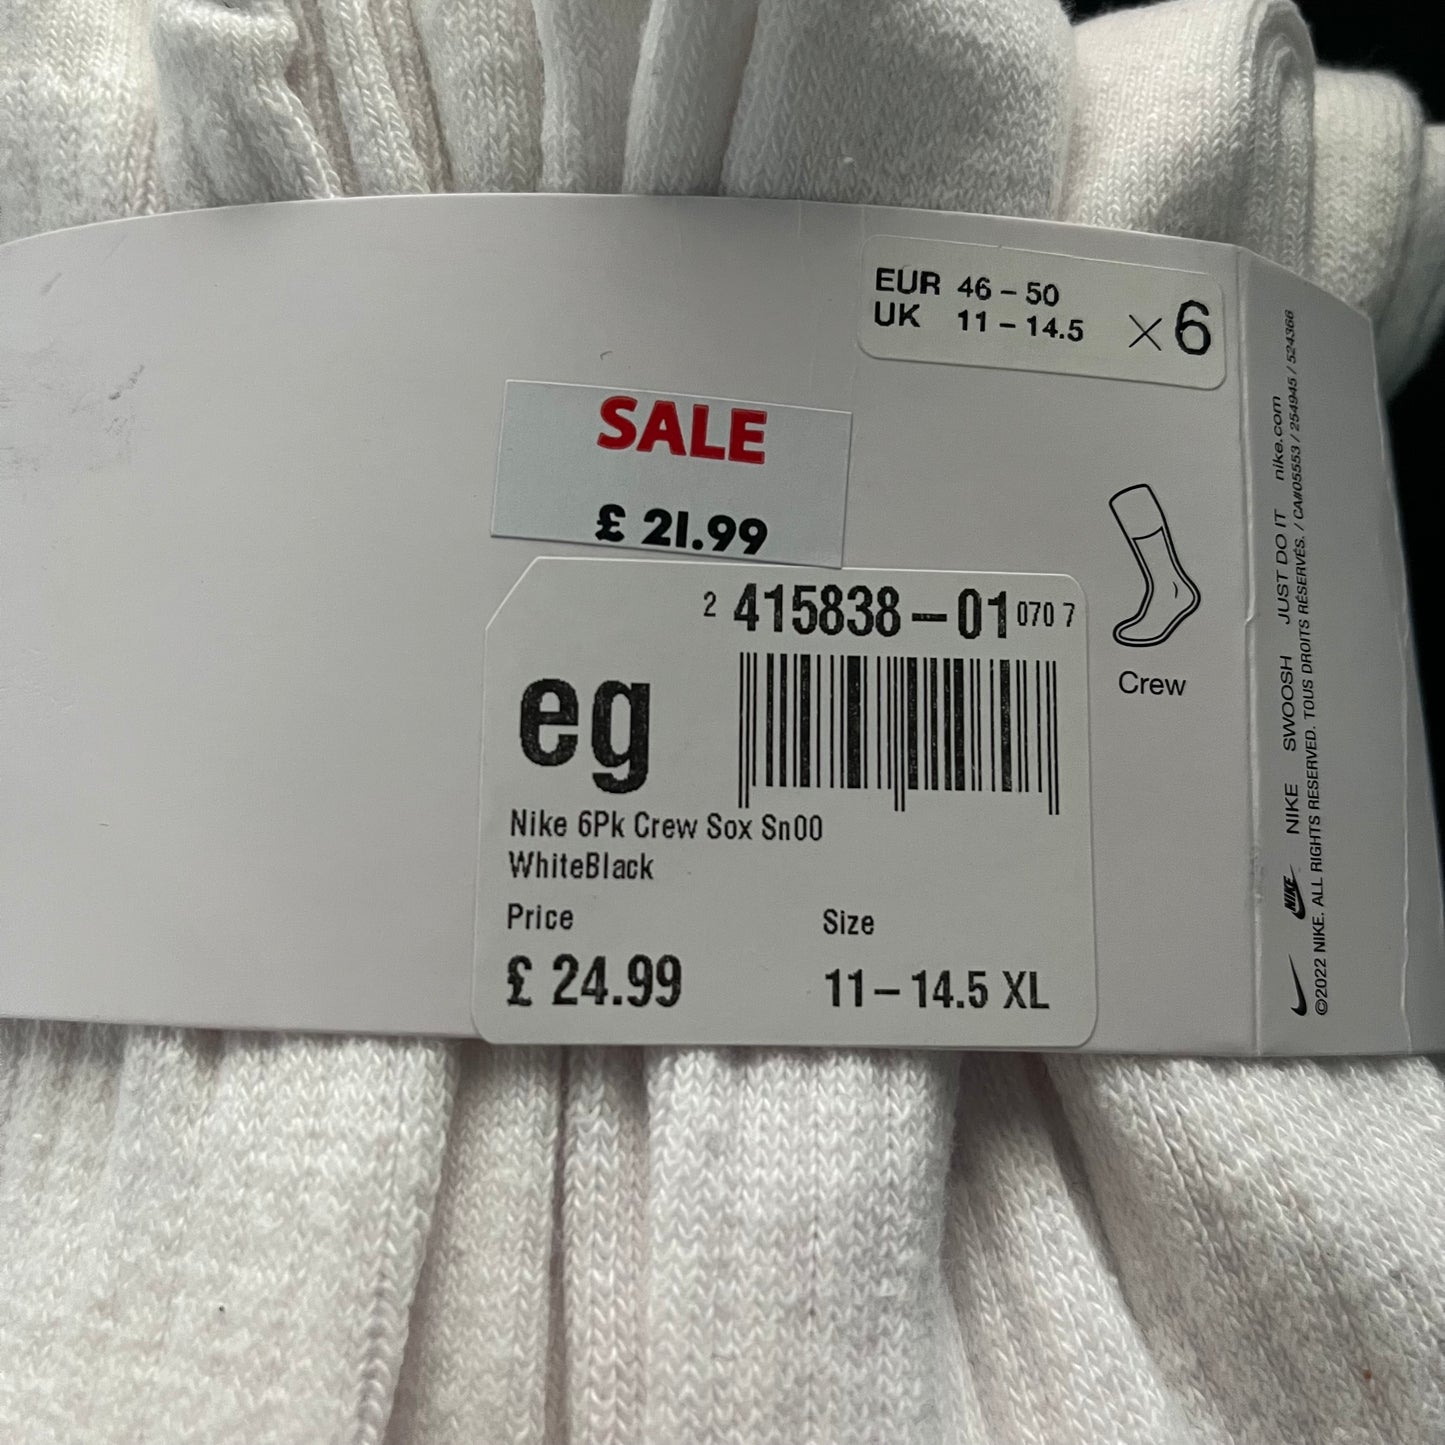 EUR 46 – 50
UK 11 – 14.5
×6
SALE
£ 21.99
2 415838–01 070 7
eg
Nike 6Pk Crew Sox Sn00
WhiteBlack
Price
Size
£ 24.99
11–14.5 XL
Crew
NIKE
NIKE SWOOSH JUST DO IT nike.com
©2022 NIKE. ALL RIGHTS RESERVED. TOUS DROITS RÉSERVÉS. / CA#05553 / 254945 / 524366